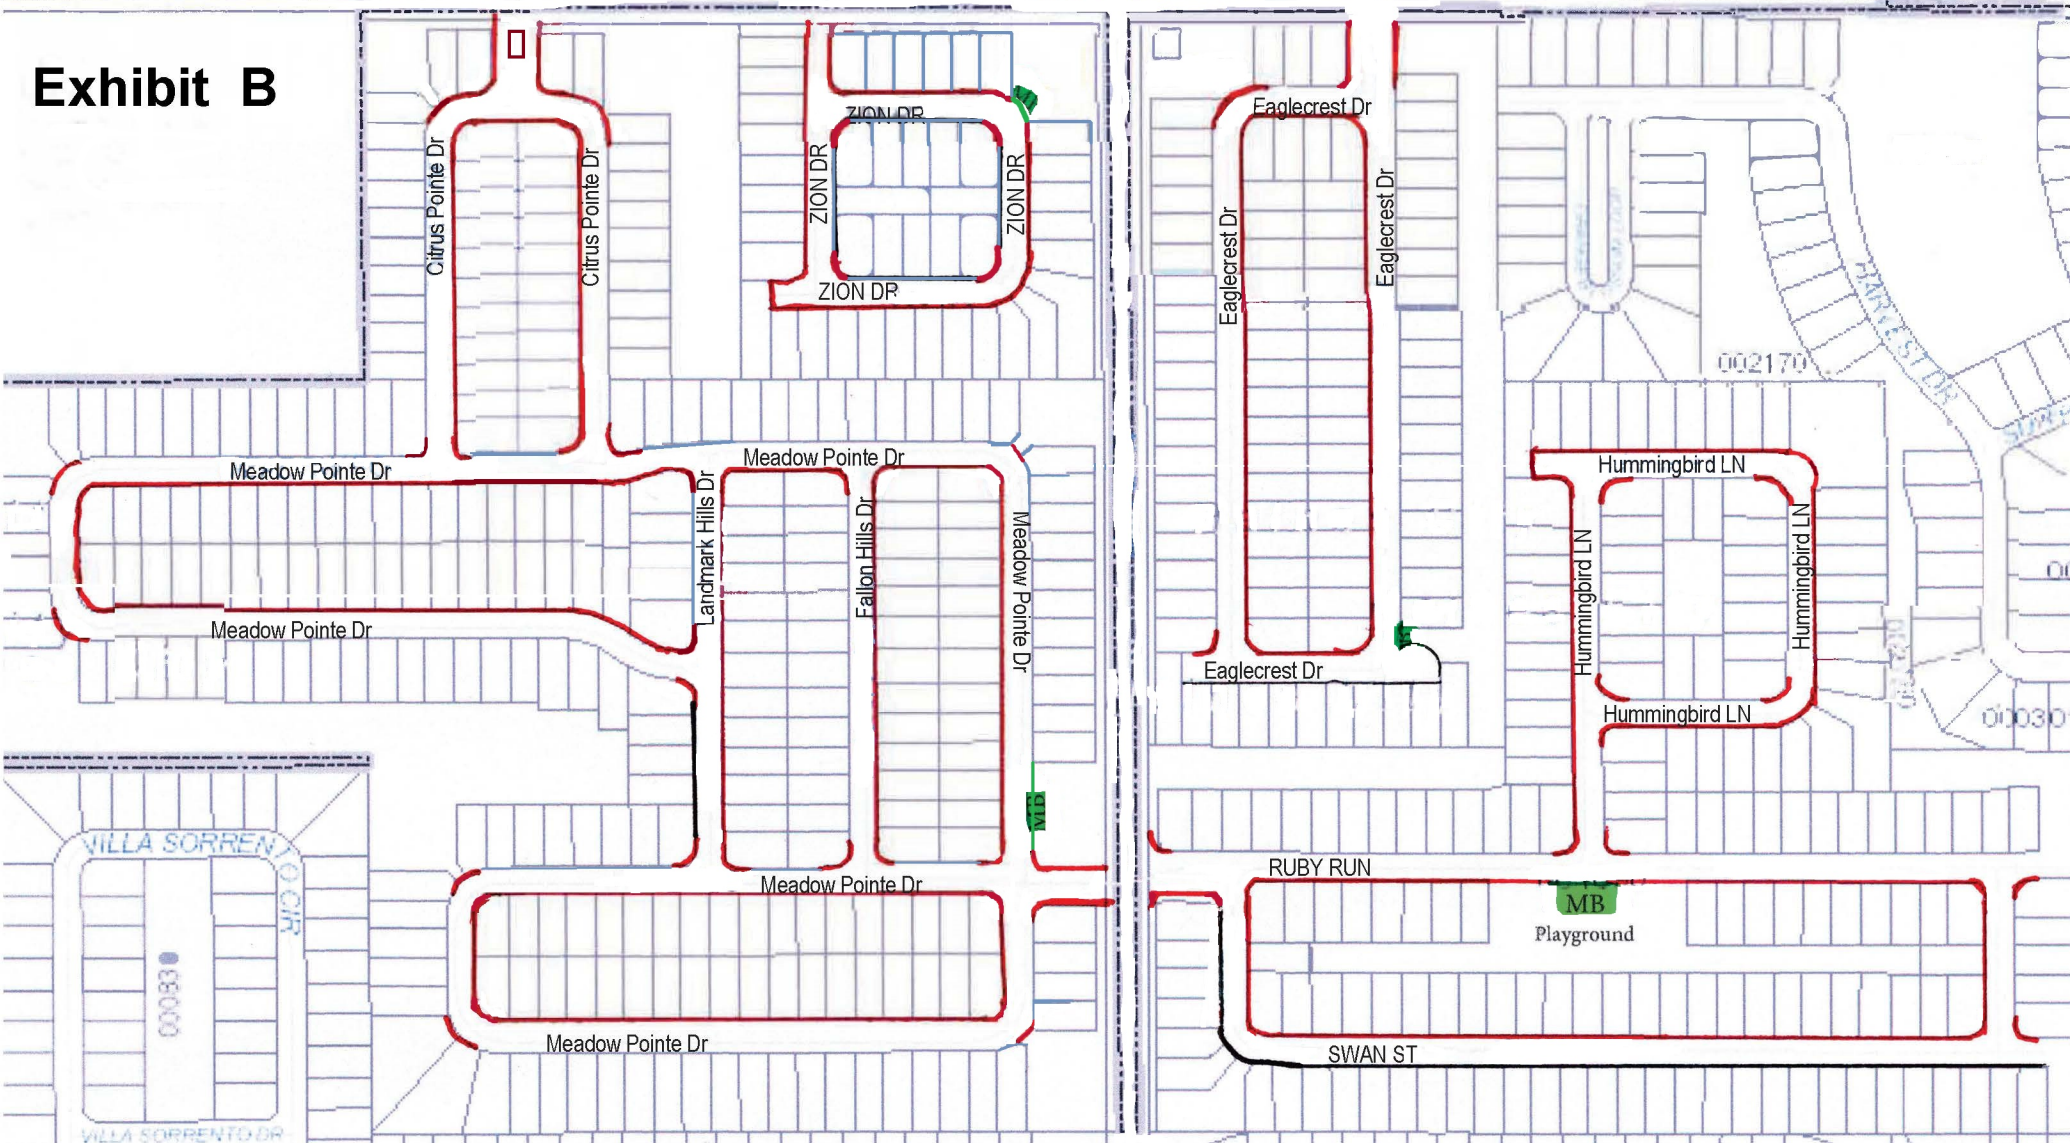 Exhibit B
Citrus Pointe Dr
Citrus Pointe Dr
ZION DR
ZION DR
ZION DR
ZION DR
Eaglecrest Dr
Eaglecrest Dr
Eaglecrest Dr
Eaglecrest Dr
HARVEST DR
002170
Meadow Pointe Dr
Meadow Pointe Dr
Landmark Hills Dr
Fallon Hills Dr
Meadow Pointe Dr
Meadow Pointe Dr
Hummingbird LN
Hummingbird LN
Hummingbird LN
Hummingbird LN
MB
VILLA SORRENTO CIR
00083
VILLA SORRENTO DR
Meadow Pointe Dr
Meadow Pointe Dr
RUBY RUN
MB
Playground
SWAN ST